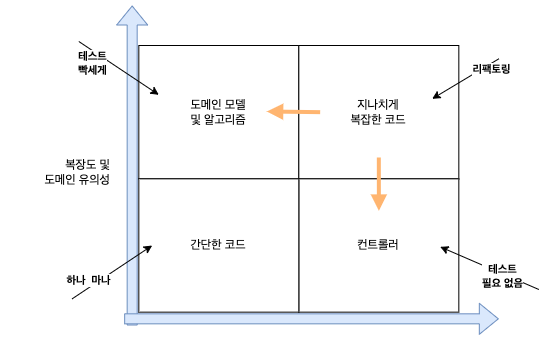 테스트
빡세게
리팩토링
도메인 모델
및 알고리즘
지나치게
복잡한 코드
복장도 및
도메인 유의성
간단한 코드
컨트롤러
하나 마나
테스트
필요 없음